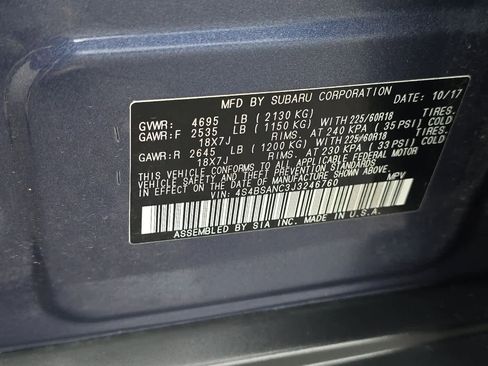 MFD BY SUBARU CORPORATION DATE: 10/17
GVWR: 4695 LB ( 2130 KG) TIRES.
GAWR:F 2535 LB ( 1150 KG) WITH 225/60R18
18X7J RIMS. AT 240 KPA ( 35 PSI) COLD.
GAWR:R 2645 LB ( 1200 KG) WITH 225/60R18 TIRES.
18X7J RIMS. AT 230 KPA ( 33 PSI) COLD.
THIS VEHICLE CONFORMS TO ALL APPLICABLE FEDERAL MOTOR
VEHICLE SAFETY, BUMPER, AND THEFT PREVENTION STANDARDS
IN EFFECT ON THE DATE OF MANUFACTURE SHOWN ABOVE.
VIN: 4S4BSANC3J3246760 MPV
ASSEMBLED BY SIA INC. MADE IN U.S.A.